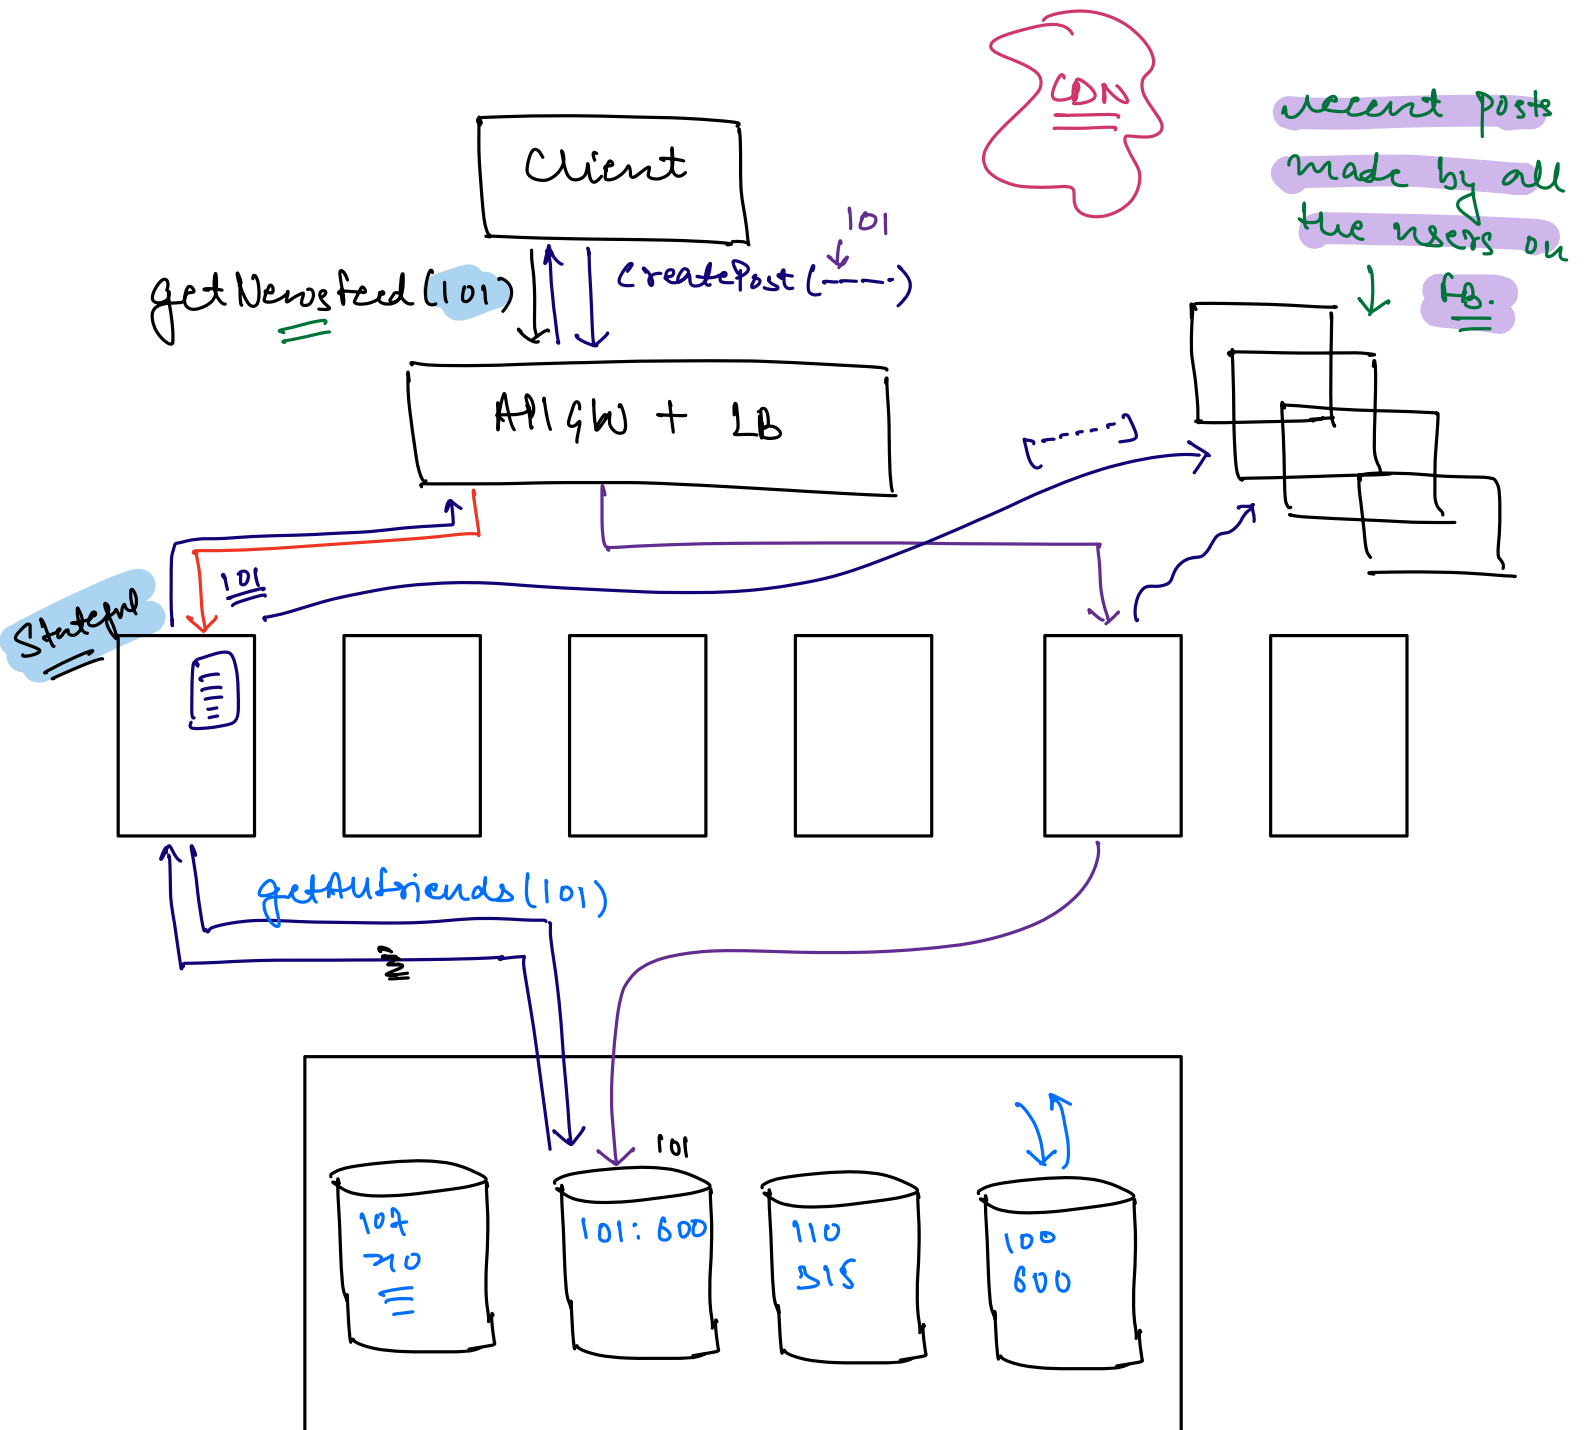 CDN
recent posts
made by all
the users on
FB.
Client
101
getNewsfeed(101)
createPost(-----)
API GW + LB
[------]
101
Stateful
getAllfriends(101)
101
107
101: 600
110
315
100
600